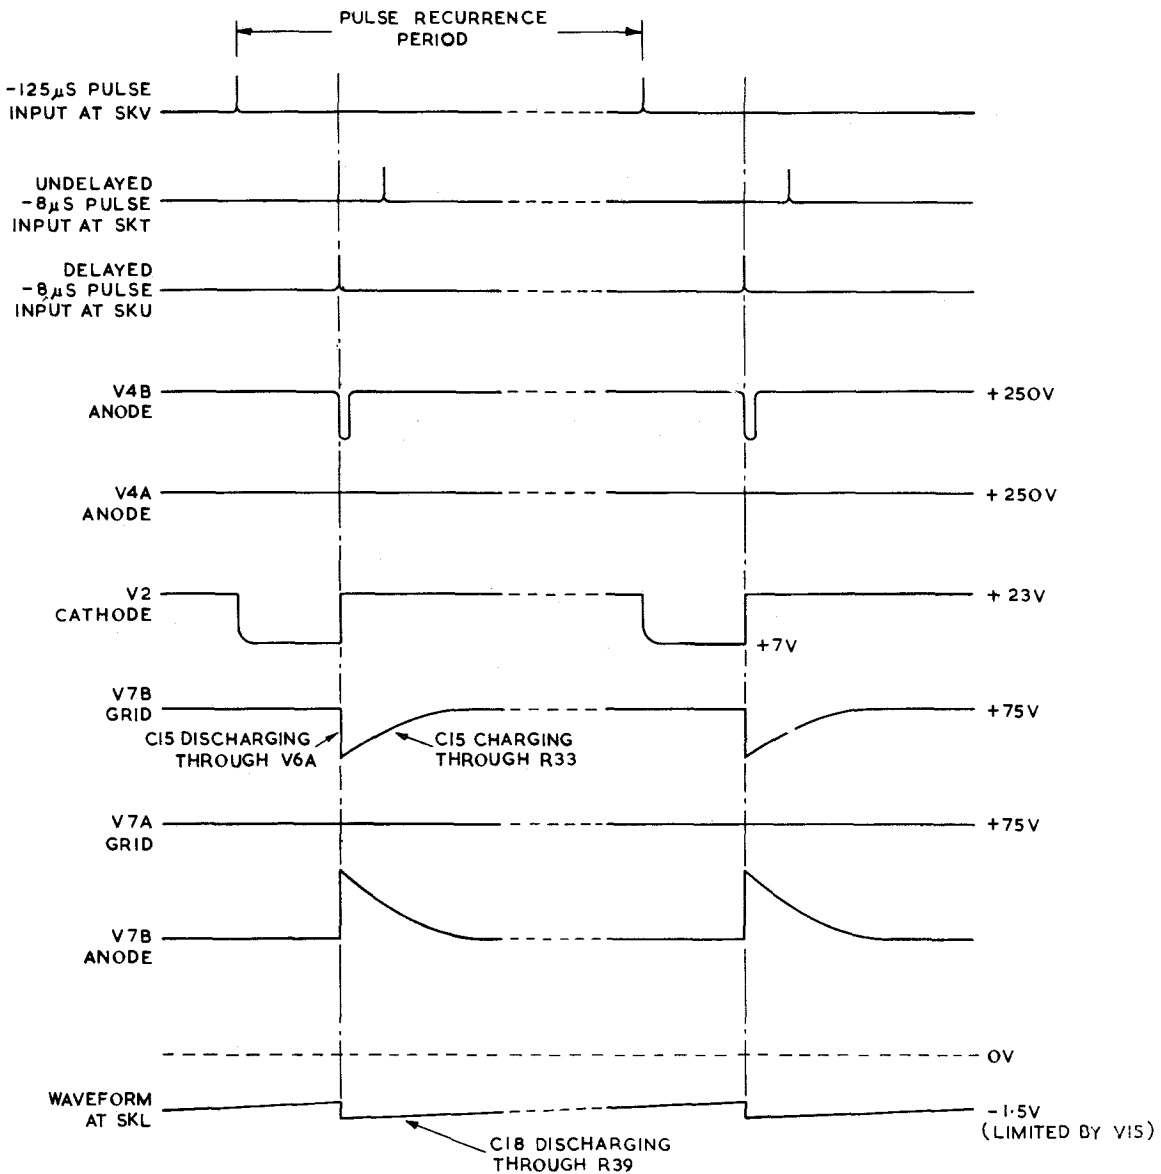 PULSE RECURRENCE
PERIOD
-125µS PULSE
INPUT AT SKV
UNDELAYED
-8µS PULSE
INPUT AT SKT
DELAYED
-8µS PULSE
INPUT AT SKU
V4B
ANODE
+250V
V4A
ANODE
+250V
V2
CATHODE
+23V
+7V
V7B
GRID
+75V
C15 DISCHARGING
THROUGH V6A
C15 CHARGING
THROUGH R33
V7A
GRID
+75V
V7B
ANODE
0V
WAVEFORM
AT SKL
-1·5V
(LIMITED BY V15)
C18 DISCHARGING
THROUGH R39